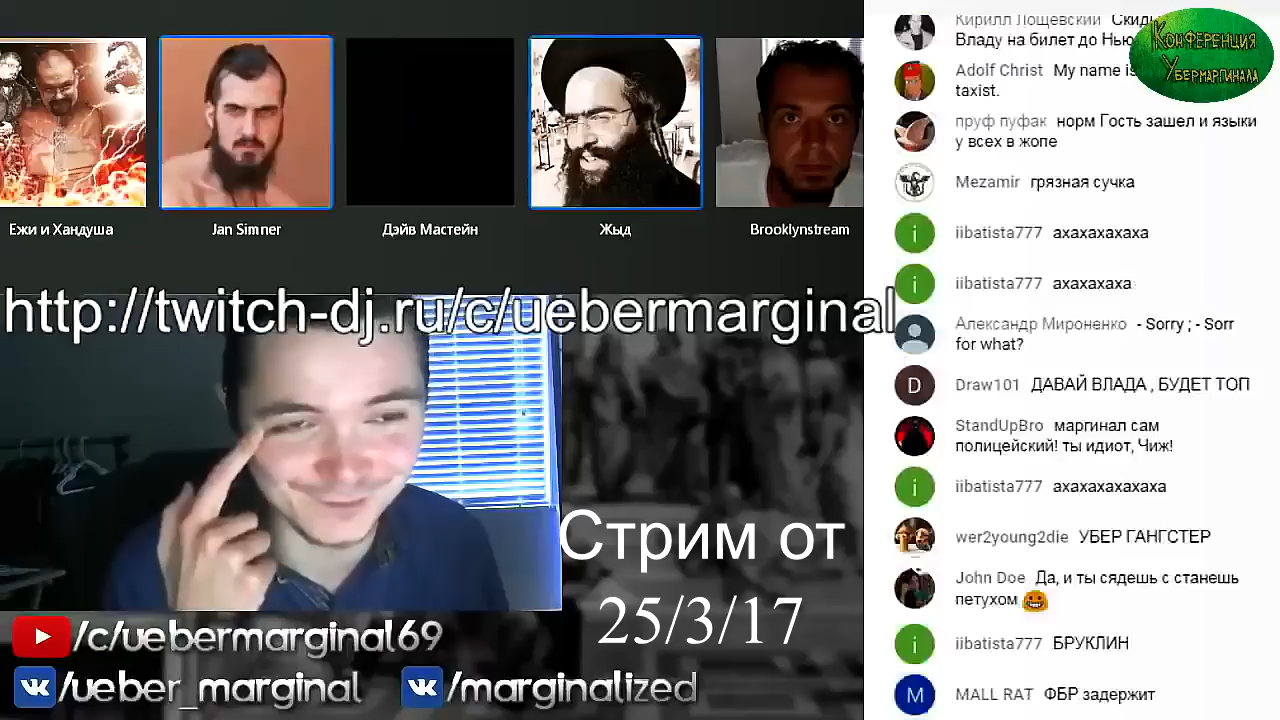 Ежи и Хандуша
Jan Simner
Дэйв Мастейн
Жыд
Brooklynstream
http://twitch-dj.ru/c/uebermarginal
Стрим от
25/3/17
/c/uebermarginal69
/ueber_marginal
/marginalized
Конференция
Убермаргинала
Кирилл Лощевский Скид
Владу на билет до Нью
Adolf Christ My name is
taxist.
пруф пуфак норм Гость зашел и языки
у всех в жопе
Mezamir грязная сучка
iibatista777 ахахахахаха
iibatista777 ахахахаха
Александр Мироненко - Sorry ; - Sorr
for what?
Draw101 ДАВАЙ ВЛАДА , БУДЕТ ТОП
StandUpBro маргинал сам
полицейский! ты идиот, Чиж!
iibatista777 ахахахахахаха
wer2young2die УБЕР ГАНГСТЕР
John Doe Да, и ты сядешь с станешь
петухом
iibatista777 БРУКЛИН
MALL RAT ФБР задержит